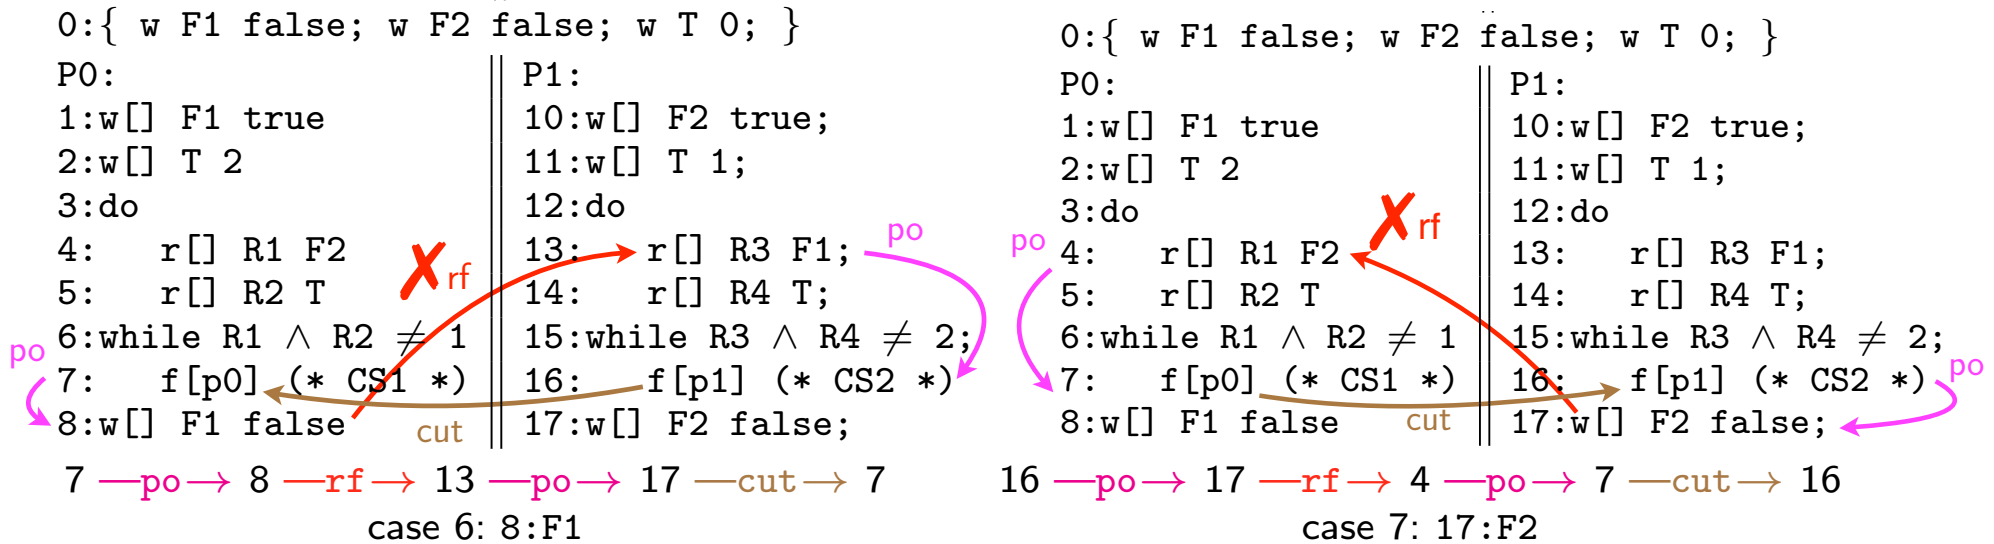 0:{ w F1 false; w F2 false; w T 0; }
P0:
1:w[] F1 true
2:w[] T 2
3:do
4: r[] R1 F2
5: r[] R2 T
6:while R1 ∧ R2 ≠ 1
7: f[p0] (* CS1 *)
8:w[] F1 false
P1:
10:w[] F2 true;
11:w[] T 1;
12:do
13: r[] R3 F1;
14: r[] R4 T;
15:while R3 ∧ R4 ≠ 2;
16: f[p1] (* CS2 *)
17:w[] F2 false;
✗ rf
po
po
cut
7 —po→ 8 —rf→ 13 —po→ 17 —cut→ 7
case 6: 8:F1
0:{ w F1 false; w F2 false; w T 0; }
P0:
1:w[] F1 true
2:w[] T 2
3:do
4: r[] R1 F2
5: r[] R2 T
6:while R1 ∧ R2 ≠ 1
7: f[p0] (* CS1 *)
8:w[] F1 false
P1:
10:w[] F2 true;
11:w[] T 1;
12:do
13: r[] R3 F1;
14: r[] R4 T;
15:while R3 ∧ R4 ≠ 2;
16: f[p1] (* CS2 *)
17:w[] F2 false;
✗ rf
po
po
cut
16 —po→ 17 —rf→ 4 —po→ 7 —cut→ 16
case 7: 17:F2